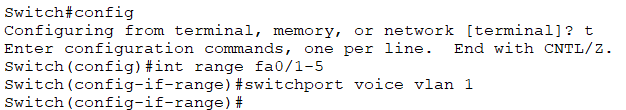 Switch#config
Configuring from terminal, memory, or network [terminal]? t
Enter configuration commands, one per line.  End with CNTL/Z.
Switch(config)#int range fa0/1-5
Switch(config-if-range)#switchport voice vlan 1
Switch(config-if-range)#